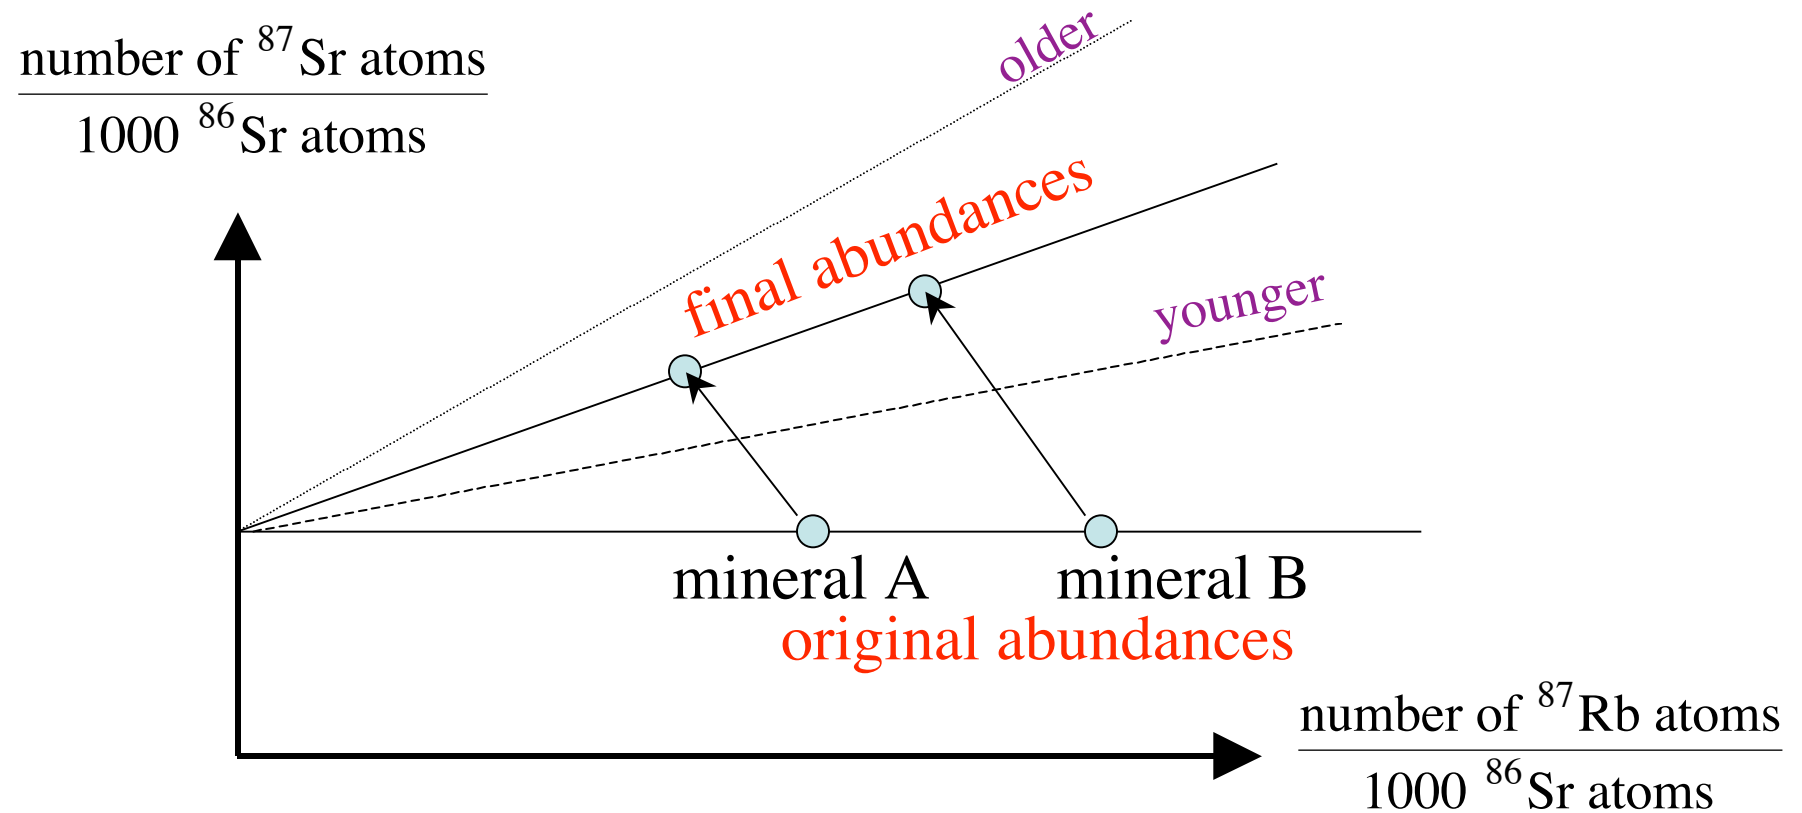 number of ⁸⁷Sr atoms
1000 ⁸⁶Sr atoms
older
final abundances
younger
mineral A
mineral B
original abundances
number of ⁸⁷Rb atoms
1000 ⁸⁶Sr atoms